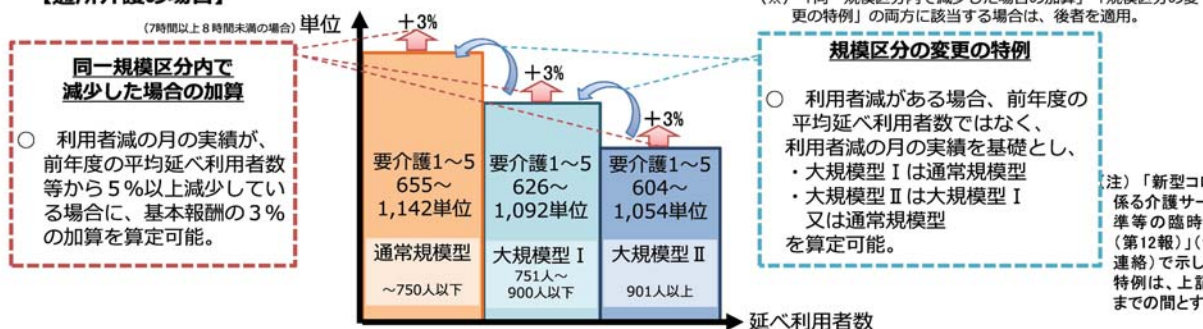 【通所介護の場合】
(7時間以上8時間未満の場合)
単位
同一規模区分内で
減少した場合の加算
○ 利用者減の月の実績が、
前年度の平均延べ利用者数
等から5%以上減少してい
る場合に、基本報酬の3%
の加算を算定可能。
+3%
+3%
+3%
要介護1~5
655~
1,142単位
通常規模型
~750人以下
要介護1~5
626~
1,092単位
大規模型Ⅰ
751人~
900人以下
要介護1~5
604~
1,054単位
大規模型Ⅱ
901人以上
延べ利用者数
更の特例」の両方に該当する場合は、後者を適用。
規模区分の変更の特例
○ 利用者減がある場合、前年度の
平均延べ利用者数ではなく、
利用者減の月の実績を基礎とし、
・大規模型Ⅰは通常規模型
・大規模型Ⅱは大規模型Ⅰ
又は通常規模型
を算定可能。
注)「新型コロ
係る介護サー
準等の臨時
(第12報)」(
連絡)で示し
特例は、上記
までの間とす